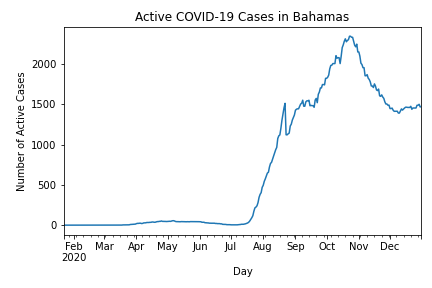 Active COVID-19 Cases in Bahamas
Number of Active Cases
2000
1500
1000
500
0
Feb Mar Apr May Jun Jul Aug Sep Oct Nov Dec
2020
Day